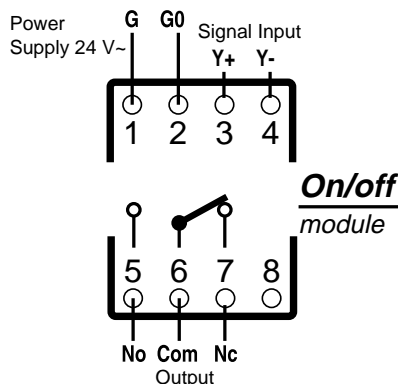 Power
Supply 24 V~
G G0
Signal Input
Y+ Y-
1 2 3 4
On/off
module
5 6 7 8
No Com Nc
Output